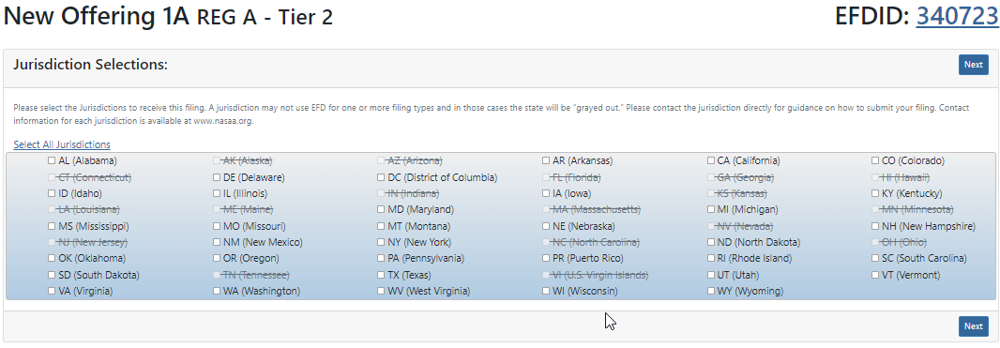 New Offering 1A REG A - Tier 2 EFDID: 340723
Jurisdiction Selections: Next
Please select the Jurisdictions to receive this filing. A jurisdiction may not use EFD for one or more filing types and in those cases the state will be "grayed out." Please contact the jurisdiction directly for guidance on how to submit your filing. Contact
information for each jurisdiction is available at www.nasaa.org.
Select All Jurisdictions
AL (Alabama) AK (Alaska) AZ (Arizona) AR (Arkansas) CA (California) CO (Colorado)
CT (Connecticut) DE (Delaware) DC (District of Columbia) FL (Florida) GA (Georgia) HI (Hawaii)
ID (Idaho) IL (Illinois) IN (Indiana) IA (Iowa) KS (Kansas) KY (Kentucky)
LA (Louisiana) ME (Maine) MD (Maryland) MA (Massachusetts) MI (Michigan) MN (Minnesota)
MS (Mississippi) MO (Missouri) MT (Montana) NE (Nebraska) NV (Nevada) NH (New Hampshire)
NJ (New Jersey) NM (New Mexico) NY (New York) NC (North Carolina) ND (North Dakota) OH (Ohio)
OK (Oklahoma) OR (Oregon) PA (Pennsylvania) PR (Puerto Rico) RI (Rhode Island) SC (South Carolina)
SD (South Dakota) TN (Tennessee) TX (Texas) VI (U.S. Virgin Islands) UT (Utah) VT (Vermont)
VA (Virginia) WA (Washington) WV (West Virginia) WI (Wisconsin) WY (Wyoming)
Next